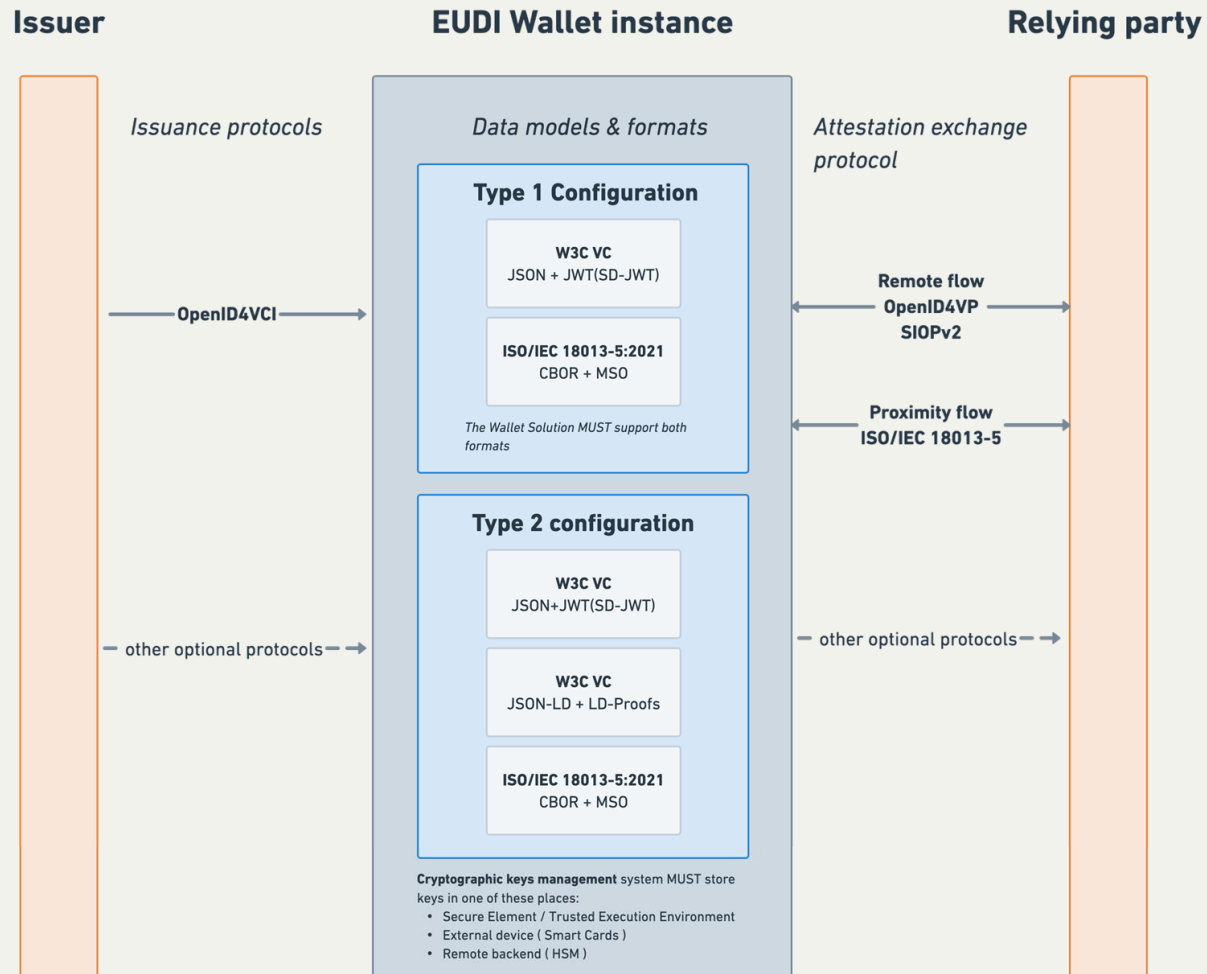 Issuer
EUDI Wallet instance
Relying party
Issuance protocols
Data models & formats
Attestation exchange
protocol
Type 1 Configuration
W3C VC
JSON + JWT(SD-JWT)
ISO/IEC 18013-5:2021
CBOR + MSO
The Wallet Solution MUST support both
formats
OpenID4VCI
Remote flow
OpenID4VP
SIOPv2
Proximity flow
ISO/IEC 18013-5
Type 2 configuration
W3C VC
JSON+JWT(SD-JWT)
W3C VC
JSON-LD + LD-Proofs
ISO/IEC 18013-5:2021
CBOR + MSO
other optional protocols
other optional protocols
Cryptographic keys management system MUST store
keys in one of these places:
• Secure Element / Trusted Execution Environment
• External device ( Smart Cards )
• Remote backend ( HSM )